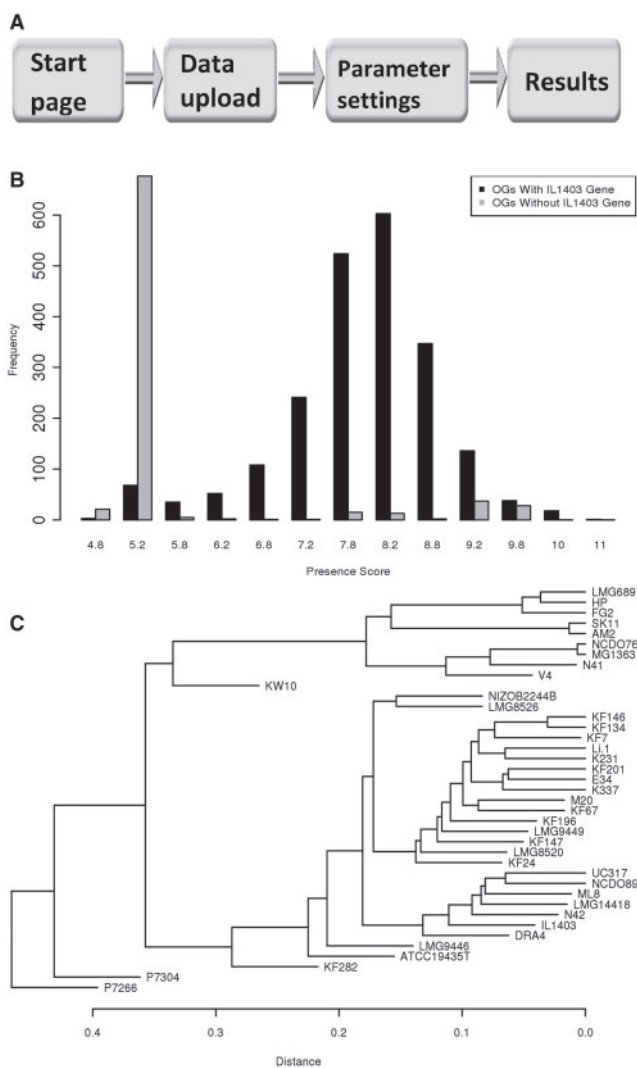 A
Start
page
Data
upload
Parameter
settings
Results
B
OGs With IL1403 Gene
OGs Without IL1403 Gene
Frequency
600
500
400
300
200
100
0
4.8 5.2 5.8 6.2 6.8 7.2 7.8 8.2 8.8 9.2 9.8 10 11
Presence Score
C
LMG689
HP
FG2
SK11
AM2
NCDO76
MG1363
N41
V4
KW10
NIZOB2244B
LMG8526
KF146
KF134
KF7
Li.1
K231
KF201
E34
K337
M20
KF67
KF196
LMG9449
KF147
LMG8520
KF24
UC317
NCDO89
ML8
LMG14418
N42
IL1403
DRA4
LMG9446
ATCC19435T
KF282
P7304
P7266
0.4 0.3 0.2 0.1 0.0
Distance